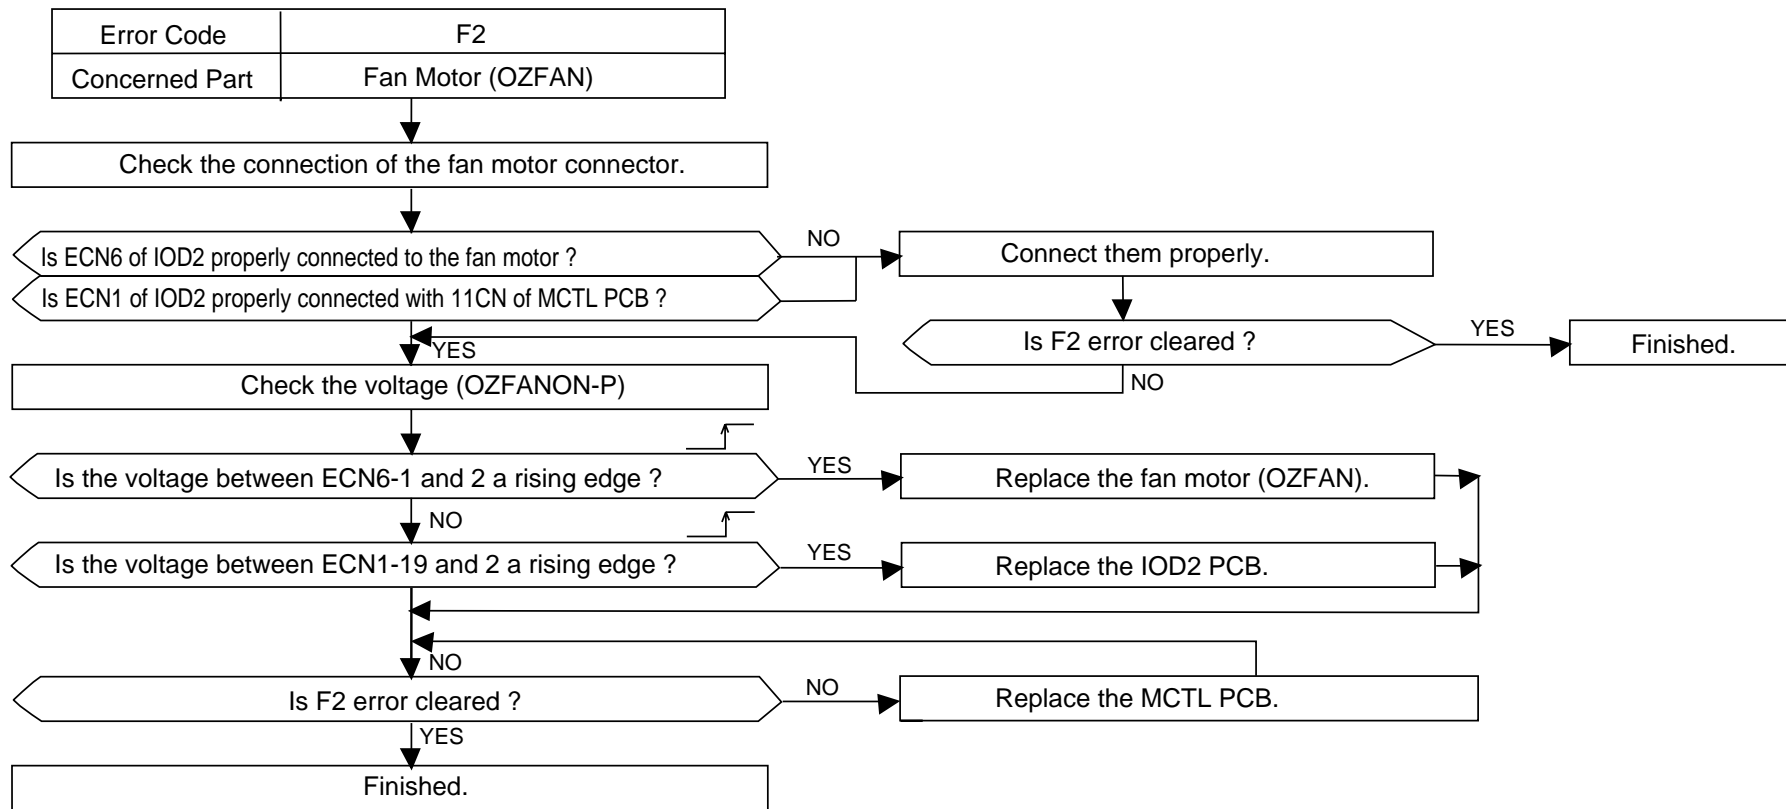 Error Code F2
Concerned Part Fan Motor (OZFAN)
Check the connection of the fan motor connector.
Is ECN6 of IOD2 properly connected to the fan motor ?
NO
Connect them properly.
Is ECN1 of IOD2 properly connected with 11CN of MCTL PCB ?
Is F2 error cleared ?
YES
Finished.
YES
NO
Check the voltage (OZFANON-P)
Is the voltage between ECN6-1 and 2 a rising edge ?
YES
Replace the fan motor (OZFAN).
NO
Is the voltage between ECN1-19 and 2 a rising edge ?
YES
Replace the IOD2 PCB.
NO
Is F2 error cleared ?
NO
Replace the MCTL PCB.
YES
Finished.